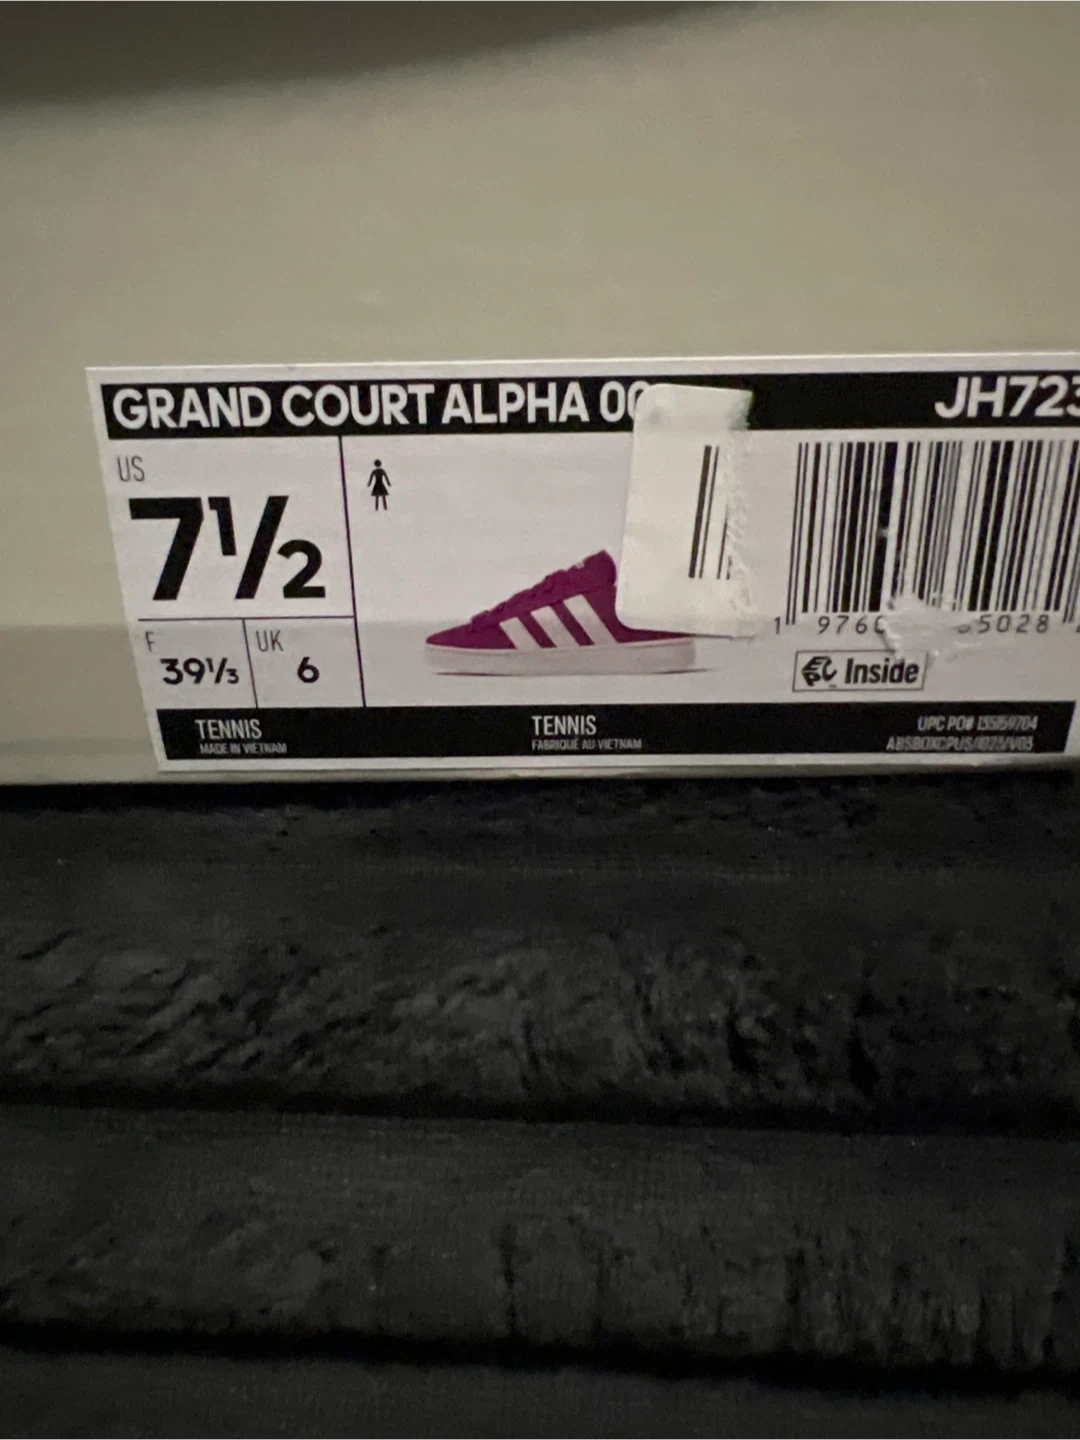 GRAND COURT ALPHA 00
JH723
US
7½
F
39⅓
UK
6
1 976 5028
Inside
TENNIS
MADE IN VIETNAM
TENNIS
FABRIQUÉ AU VIETNAM
UPC PO#